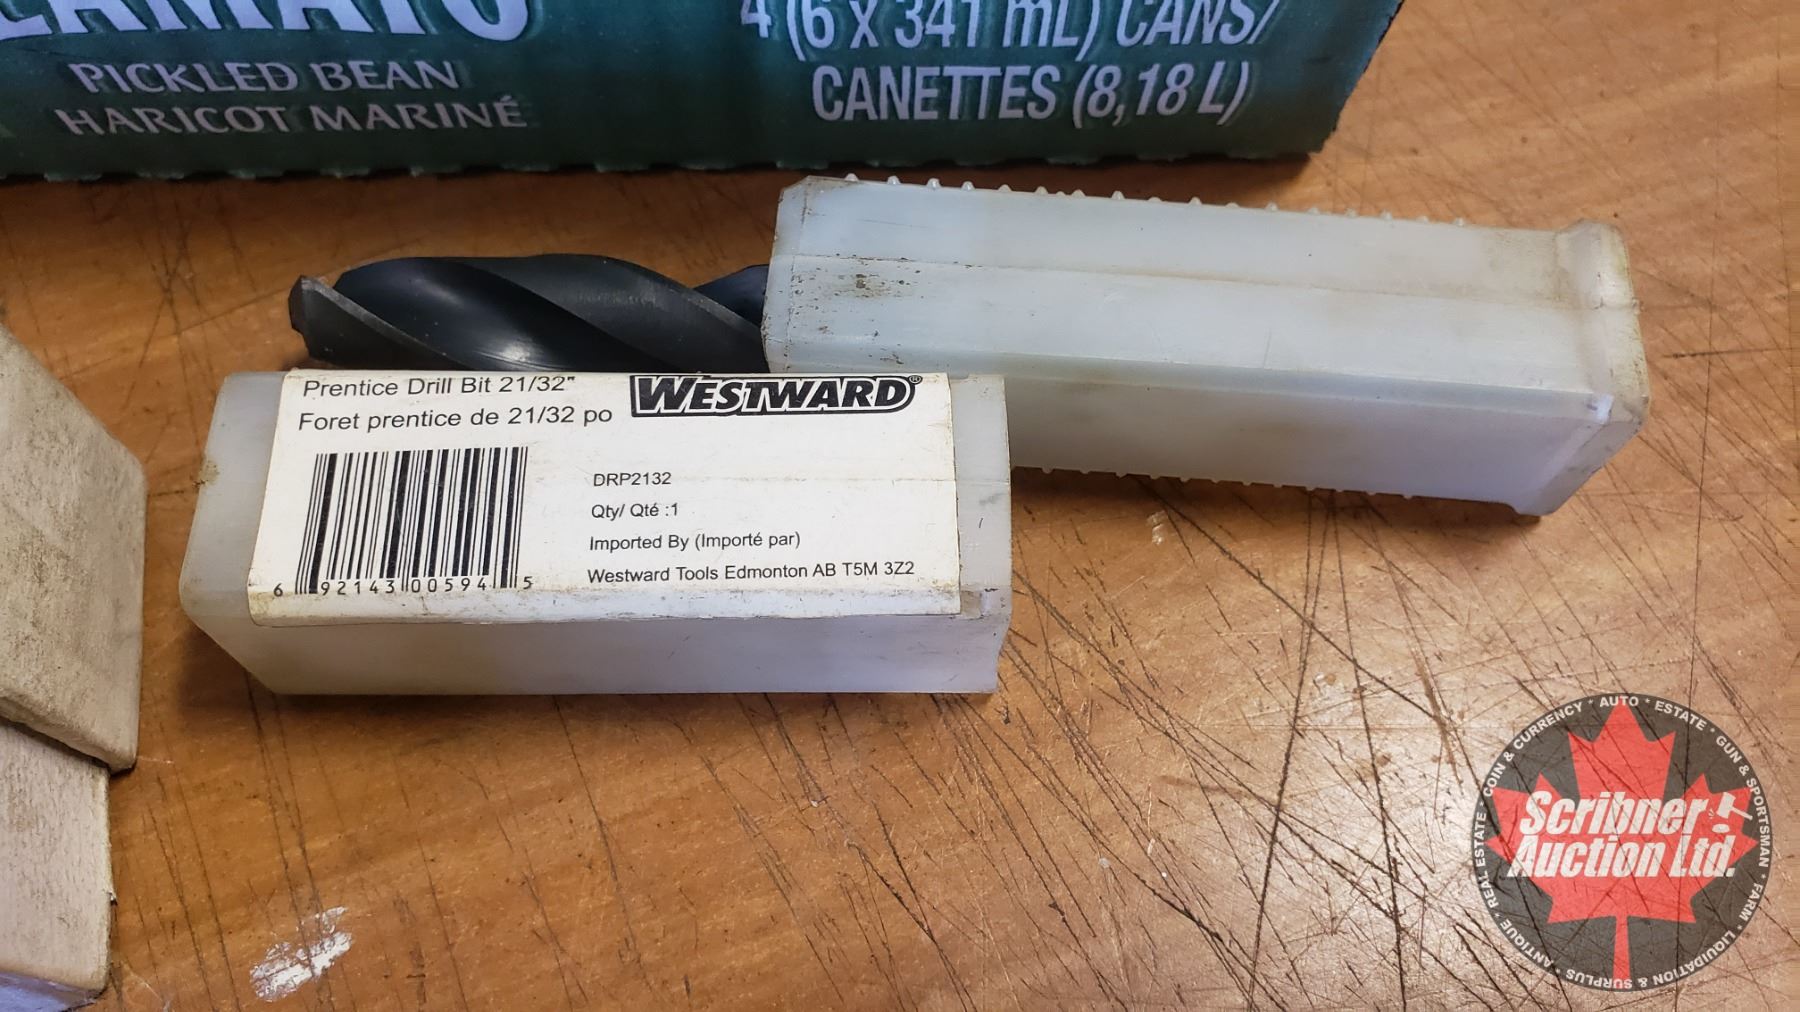 PICKLED BEAN
HARICOT MARINÉ
4 (6 x 341 mL) CANS/
CANETTES (8,18 L)
Prentice Drill Bit 21/32"
Foret prentice de 21/32 po
WESTWARD®
DRP2132
Qty/ Qté :1
Imported By (Importé par)
Westward Tools Edmonton AB T5M 3Z2
6 92143 00594 5
Scribner
Auction Ltd.
* COIN & CURRENCY * AUTO * ESTATE * GUN & SPORTSMAN * FARM * LIQUIDATION & SURPLUS * ANTIQUE * REAL ESTATE